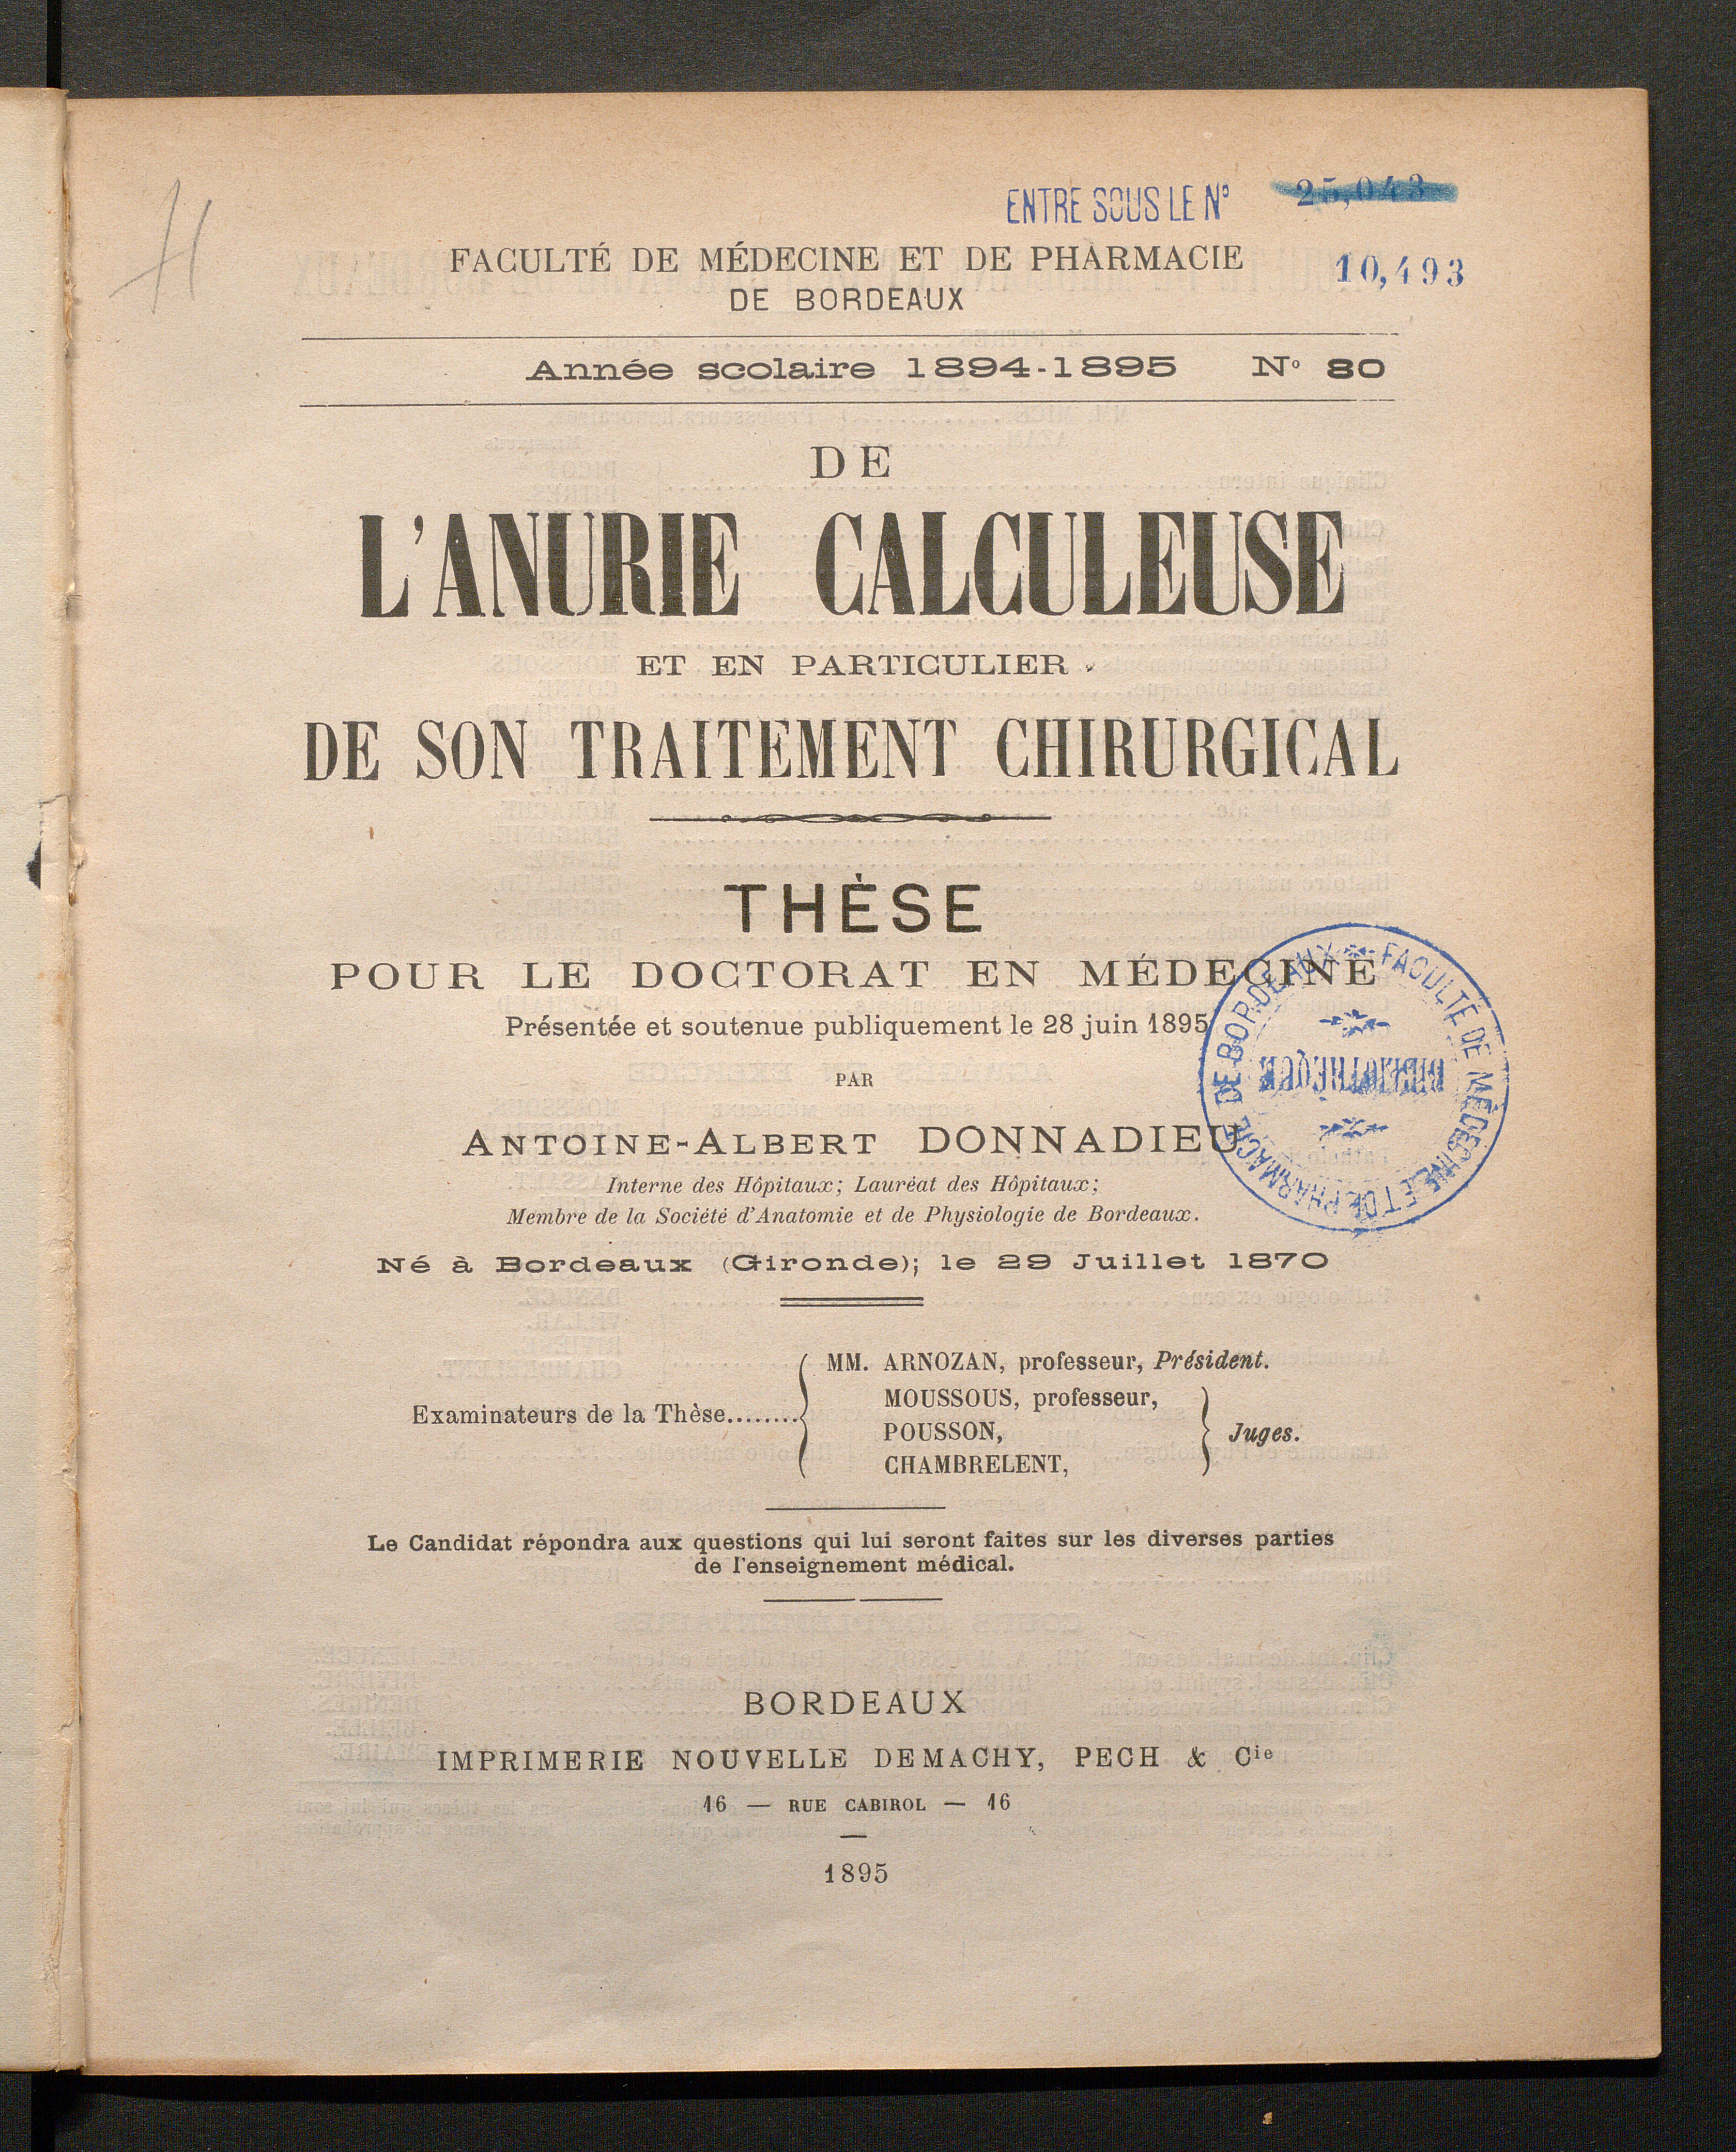 ENTRE SOUS LE N° 25,043
10,493
FACULTÉ DE MÉDECINE ET DE PHARMACIE
DE BORDEAUX
Année scolaire 1894-1895 N° 80
DE
L'ANURIE CALCULEUSE
ET EN PARTICULIER
DE SON TRAITEMENT CHIRURGICAL
THÈSE
POUR LE DOCTORAT EN MÉDECINE
Présentée et soutenue publiquement le 28 juin 1895
PAR
ANTOINE-ALBERT DONNADIEU
Interne des Hôpitaux; Lauréat des Hôpitaux;
Membre de la Société d'Anatomie et de Physiologie de Bordeaux.
Né à Bordeaux (Gironde); le 29 Juillet 1870
FACULTÉ DE MÉDECINE ET DE PHARMACIE DE BORDEAUX
BIBLIOTHÈQUE
Examinateurs de la Thèse........
MM. ARNOZAN, professeur, Président.
MOUSSOUS, professeur,
POUSSON,
CHAMBRELENT,
Juges.
Le Candidat répondra aux questions qui lui seront faites sur les diverses parties
de l'enseignement médical.
BORDEAUX
IMPRIMERIE NOUVELLE DEMACHY, PECH & Cie
16 — RUE CABIROL — 16
1895